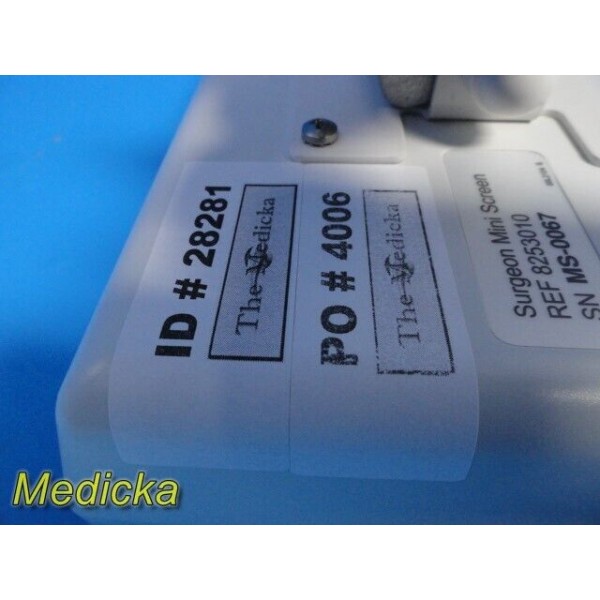 ID # 28281
The Medicka
PO # 4006
The Medicka
Surgeon Mini Screen
REF 8253010
SN MS-0067
Medicka